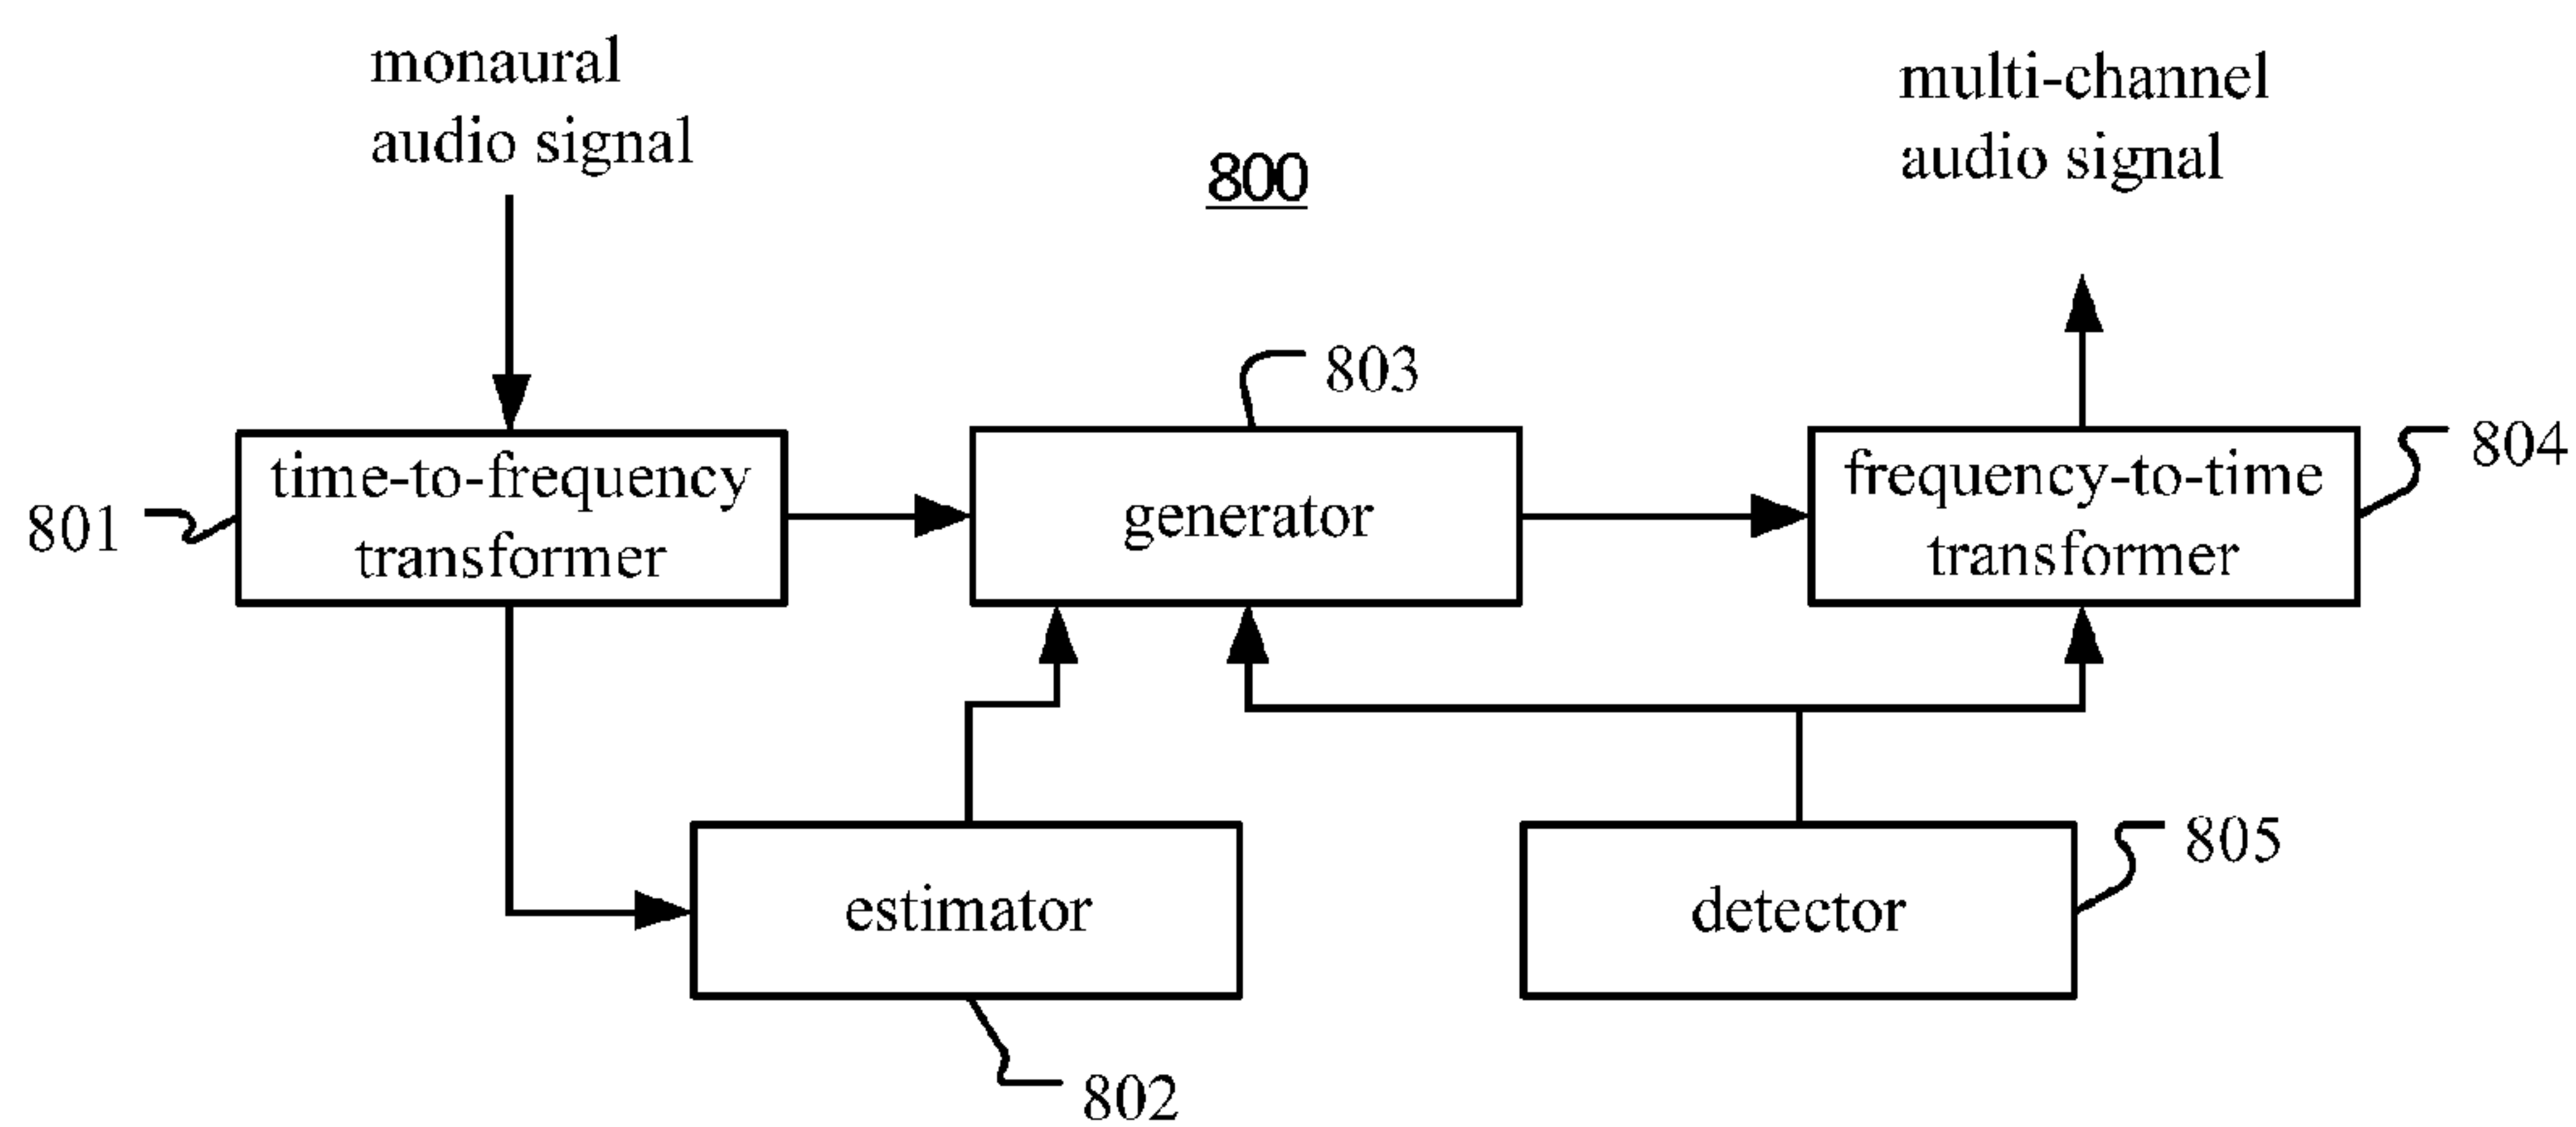 monaural
audio signal
800
multi-channel
audio signal
803
804
801
time-to-frequency
transformer
generator
frequency-to-time
transformer
805
estimator
detector
802